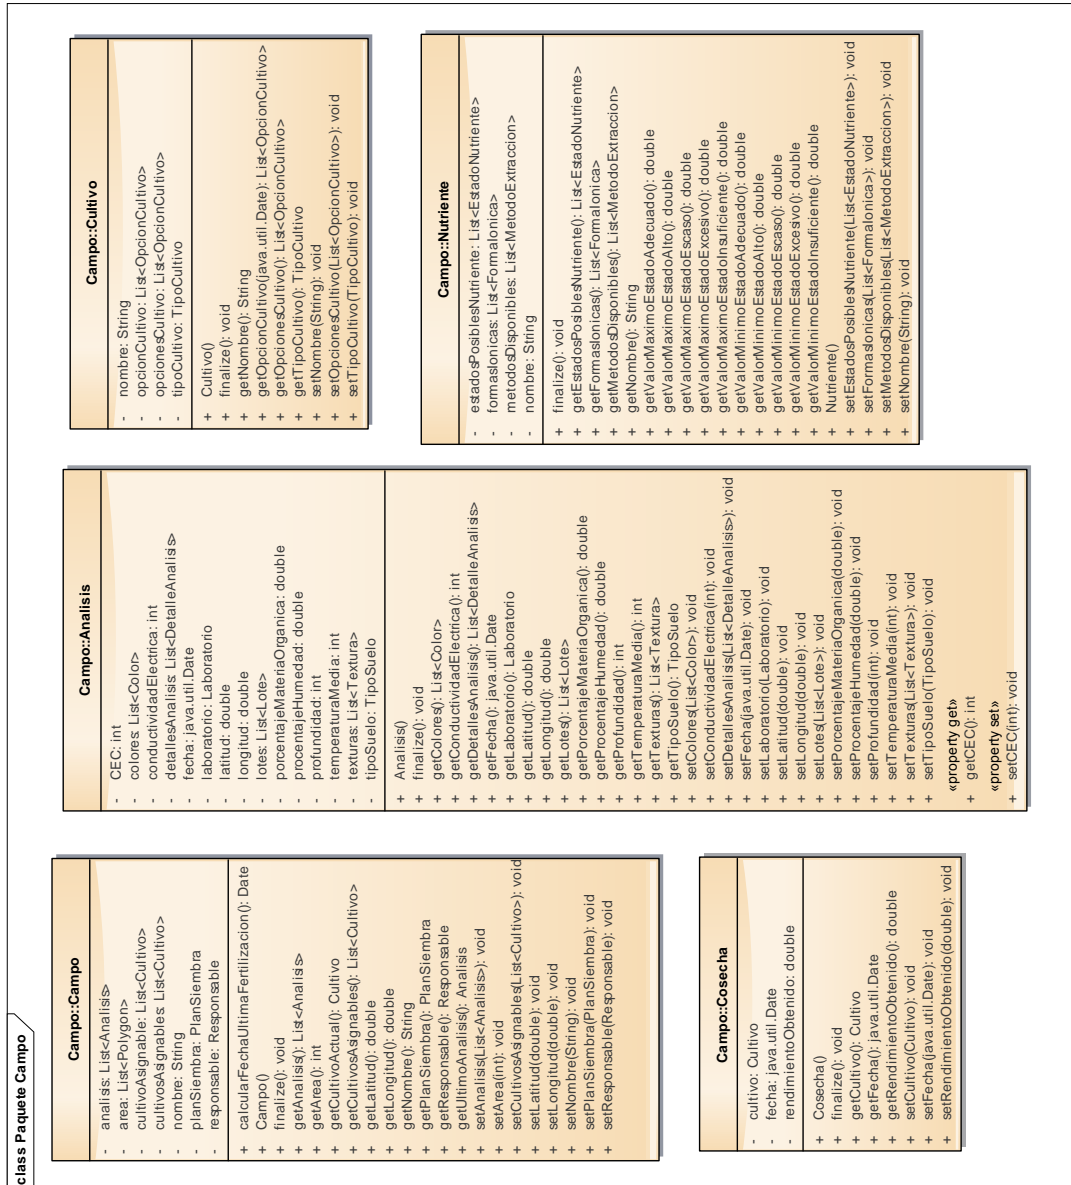 class Paquete Campo
Campo::Campo
- analisis: List<Analisis>
- area: List<Polygon>
- cultivoAsignable: List<Cultivo>
- cultivosAsignables: List<Cultivo>
- nombre: String
- planSiembra: PlanSiembra
- responsable: Responsable
+ calcularFechaUltimaFertilizacion(): Date
+ Campo()
+ finalize(): void
+ getAnalisis(): List<Analisis>
+ getArea(): int
+ getCultivoActual(): Cultivo
+ getCultivosAsignables(): List<Cultivo>
+ getLatitud(): double
+ getLongitud(): double
+ getNombre(): String
+ getPlanSiembra(): PlanSiembra
+ getResponsable(): Responsable
+ getUltimoAnalisis(): Analisis
+ setAnalisis(List<Analisis>): void
+ setArea(int): void
+ setCultivosAsignables(List<Cultivo>): void
+ setLatitud(double): void
+ setLongitud(double): void
+ setNombre(String): void
+ setPlanSiembra(PlanSiembra): void
+ setResponsable(Responsable): void
Campo::Cosecha
- cultivo: Cultivo
- fecha: java.util.Date
- rendimientoObtenido: double
+ Cosecha()
+ finalize(): void
+ getCultivo(): Cultivo
+ getFecha(): java.util.Date
+ getRendimientoObtenido(): double
+ setCultivo(Cultivo): void
+ setFecha(java.util.Date): void
+ setRendimientoObtenido(double): void
Campo::Analisis
- CEC: int
- colores: List<Color>
- conductividadElectrica: int
- detallesAnalisis: List<DetalleAnalisis>
- fecha: java.util.Date
- laboratorio: Laboratorio
- latitud: double
- longitud: double
- lotes: List<Lote>
- porcentajeMateriaOrganica: double
- procentajeHumedad: double
- profundidad: int
- temperaturaMedia: int
- texturas: List<Textura>
- tipoSuelo: TipoSuelo
+ Analisis()
+ finalize(): void
+ getColores(): List<Color>
+ getConductividadElectrica(): int
+ getDetallesAnalisis(): List<DetalleAnalisis>
+ getFecha(): java.util.Date
+ getLaboratorio(): Laboratorio
+ getLatitud(): double
+ getLongitud(): double
+ getLotes(): List<Lote>
+ getPorcentajeMateriaOrganica(): double
+ getProcentajeHumedad(): double
+ getProfundidad(): int
+ getTemperaturaMedia(): int
+ getTexturas(): List<Textura>
+ getTipoSuelo(): TipoSuelo
+ setColores(List<Color>): void
+ setConductividadElectrica(int): void
+ setDetallesAnalisis(List<DetalleAnalisis>): void
+ setFecha(java.util.Date): void
+ setLaboratorio(Laboratorio): void
+ setLatitud(double): void
+ setLongitud(double): void
+ setLotes(List<Lote>): void
+ setPorcentajeMateriaOrganica(double): void
+ setProcentajeHumedad(double): void
+ setProfundidad(int): void
+ setTemperaturaMedia(int): void
+ setTexturas(List<Textura>): void
+ setTipoSuelo(TipoSuelo): void
«property get»
+ getCEC(): int
«property set»
+ setCEC(int): void
Campo::Cultivo
- nombre: String
- opcionCultivo: List<OpcionCultivo>
- opcionesCultivo: List<OpcionCultivo>
- tipoCultivo: TipoCultivo
+ Cultivo()
+ finalize(): void
+ getNombre(): String
+ getOpcionCultivo(java.util.Date): List<OpcionCultivo>
+ getOpcionesCultivo(): List<OpcionCultivo>
+ getTipoCultivo(): TipoCultivo
+ setNombre(String): void
+ setOpcionesCultivo(List<OpcionCultivo>): void
+ setTipoCultivo(TipoCultivo): void
Campo::Nutriente
- estadosPosiblesNutriente: List<EstadoNutriente>
- formasIonicas: List<FormaIonica>
- metodosDisponibles: List<MetodoExtraccion>
- nombre: String
+ finalize(): void
+ getEstadosPosiblesNutriente(): List<EstadoNutriente>
+ getFormasIonicas(): List<FormaIonica>
+ getMetodosDisponibles(): List<MetodoExtraccion>
+ getNombre(): String
+ getValorMaximoEstadoAdecuado(): double
+ getValorMaximoEstadoAlto(): double
+ getValorMaximoEstadoEscaso(): double
+ getValorMaximoEstadoExcesivo(): double
+ getValorMaximoEstadoInsuficiente(): double
+ getValorMinimoEstadoAdecuado(): double
+ getValorMinimoEstadoAlto(): double
+ getValorMinimoEstadoEscaso(): double
+ getValorMinimoEstadoExcesivo(): double
+ getValorMinimoEstadoInsuficiente(): double
+ Nutriente()
+ setEstadosPosiblesNutriente(List<EstadoNutriente>): void
+ setFormasIonicas(List<FormaIonica>): void
+ setMetodosDisponibles(List<MetodoExtraccion>): void
+ setNombre(String): void